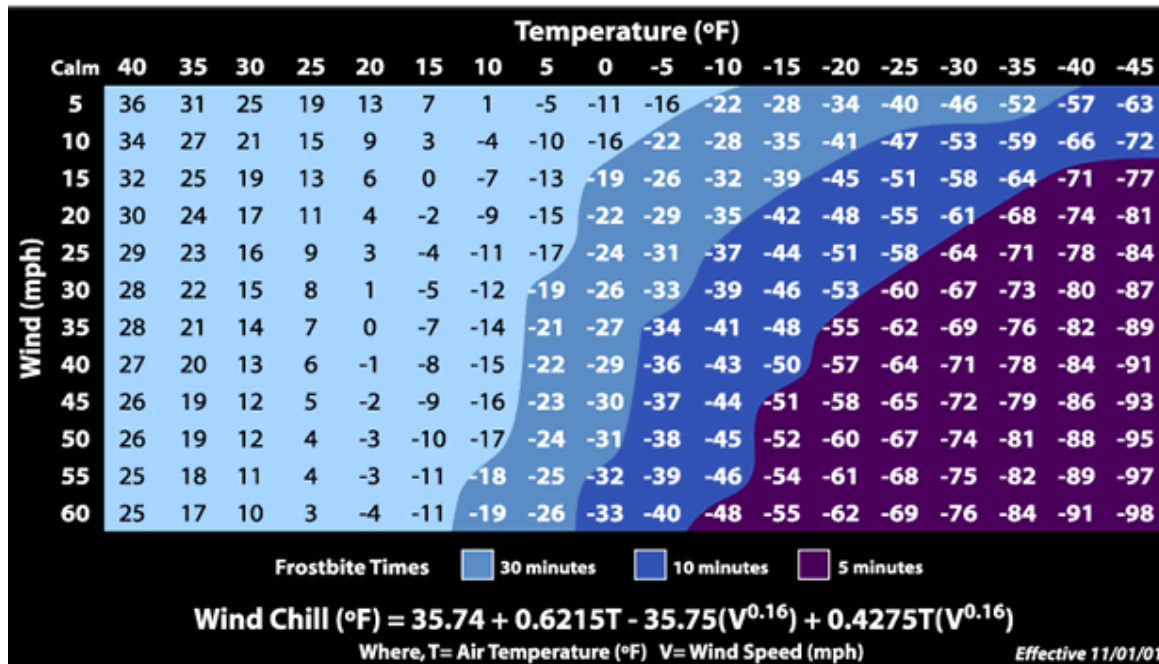 Temperature (ºF)
Calm 40 35 30 25 20 15 10 5 0 -5 -10 -15 -20 -25 -30 -35 -40 -45
5 36 31 25 19 13 7 1 -5 -11 -16 -22 -28 -34 -40 -46 -52 -57 -63
10 34 27 21 15 9 3 -4 -10 -16 -22 -28 -35 -41 -47 -53 -59 -66 -72
15 32 25 19 13 6 0 -7 -13 -19 -26 -32 -39 -45 -51 -58 -64 -71 -77
20 30 24 17 11 4 -2 -9 -15 -22 -29 -35 -42 -48 -55 -61 -68 -74 -81
25 29 23 16 9 3 -4 -11 -17 -24 -31 -37 -44 -51 -58 -64 -71 -78 -84
30 28 22 15 8 1 -5 -12 -19 -26 -33 -39 -46 -53 -60 -67 -73 -80 -87
35 28 21 14 7 0 -7 -14 -21 -27 -34 -41 -48 -55 -62 -69 -76 -82 -89
40 27 20 13 6 -1 -8 -15 -22 -29 -36 -43 -50 -57 -64 -71 -78 -84 -91
45 26 19 12 5 -2 -9 -16 -23 -30 -37 -44 -51 -58 -65 -72 -79 -86 -93
50 26 19 12 4 -3 -10 -17 -24 -31 -38 -45 -52 -60 -67 -74 -81 -88 -95
55 25 18 11 4 -3 -11 -18 -25 -32 -39 -46 -54 -61 -68 -75 -82 -89 -97
60 25 17 10 3 -4 -11 -19 -26 -33 -40 -48 -55 -62 -69 -76 -84 -91 -98
Wind (mph)
Frostbite Times 30 minutes 10 minutes 5 minutes
Wind Chill (ºF) = 35.74 + 0.6215T - 35.75(V^0.16) + 0.4275T(V^0.16)
Where, T= Air Temperature (ºF) V= Wind Speed (mph) Effective 11/01/01